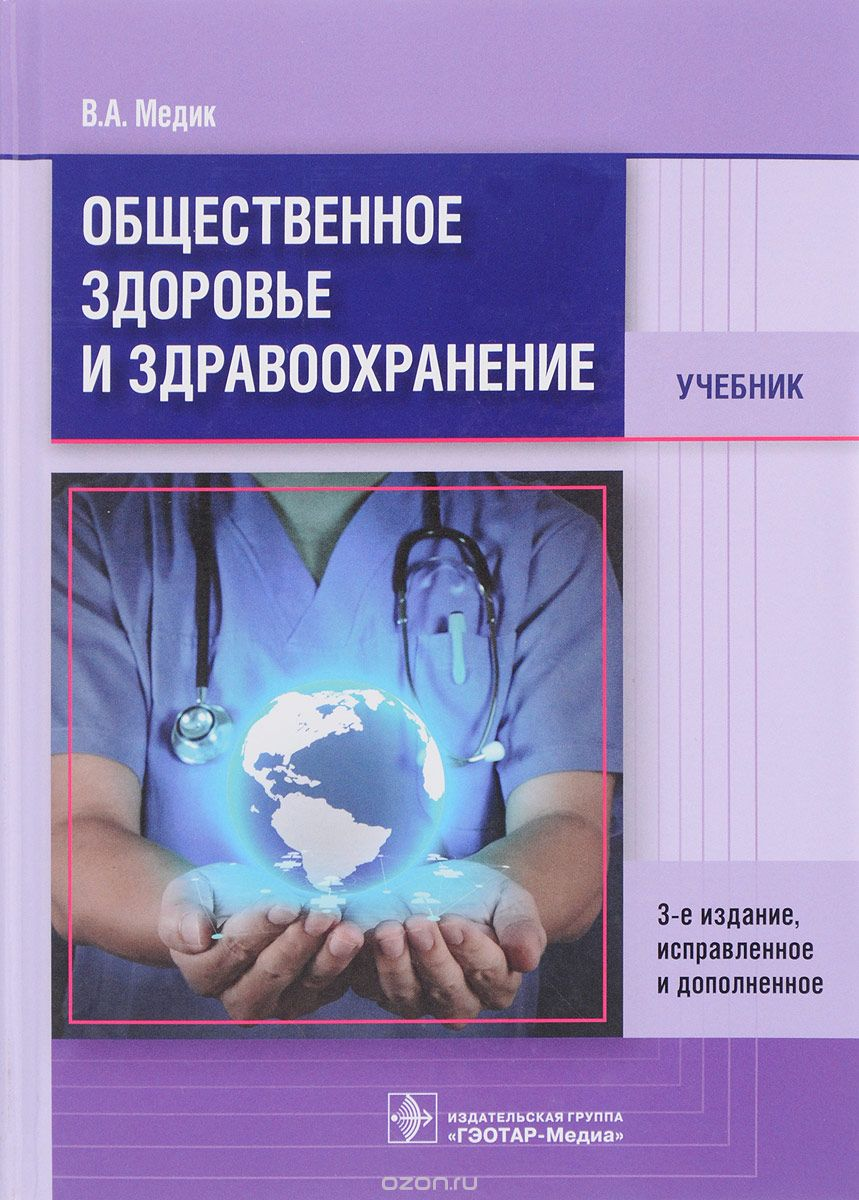 В.А. Медик
ОБЩЕСТВЕННОЕ
ЗДОРОВЬЕ
И ЗДРАВООХРАНЕНИЕ
УЧЕБНИК
3-е издание,
исправленное
и дополненное
ИЗДАТЕЛЬСКАЯ ГРУППА
«ГЭОТАР-Медиа»
ozon.ru